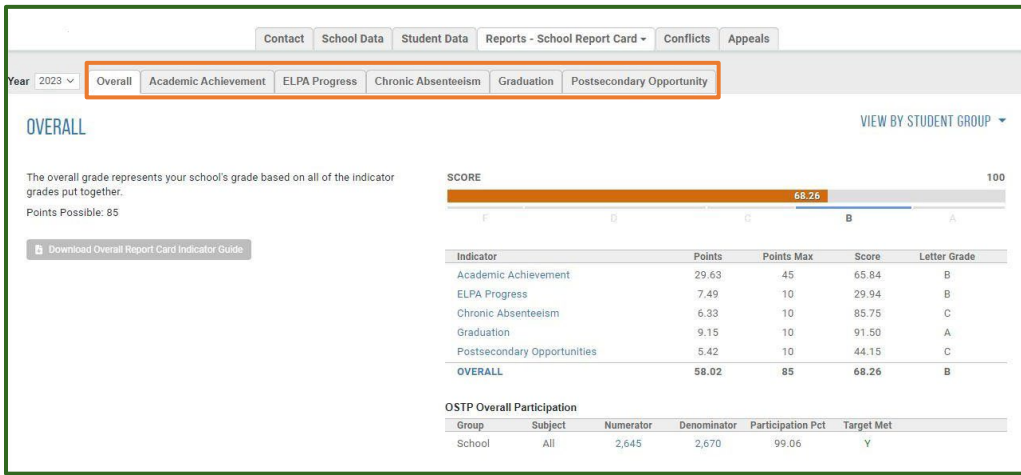 Contact School Data Student Data Reports - School Report Card Conflicts Appeals
Year 2023 Overall Academic Achievement ELPA Progress Chronic Absenteeism Graduation Postsecondary Opportunity
OVERALL
VIEW BY STUDENT GROUP
The overall grade represents your school's grade based on all of the indicator
grades put together.
Points Possible: 85
Download Overall Report Card Indicator Guide
SCORE 100
68.26
F D C B A
Indicator Points Points Max Score Letter Grade
Academic Achievement 29.63 45 65.84 B
ELPA Progress 7.49 10 29.94 B
Chronic Absenteeism 6.33 10 85.75 C
Graduation 9.15 10 91.50 A
Postsecondary Opportunities 5.42 10 44.15 C
OVERALL 58.02 85 68.26 B
OSTP Overall Participation
Group Subject Numerator Denominator Participation Pct Target Met
School All 2,645 2,670 99.06 Y